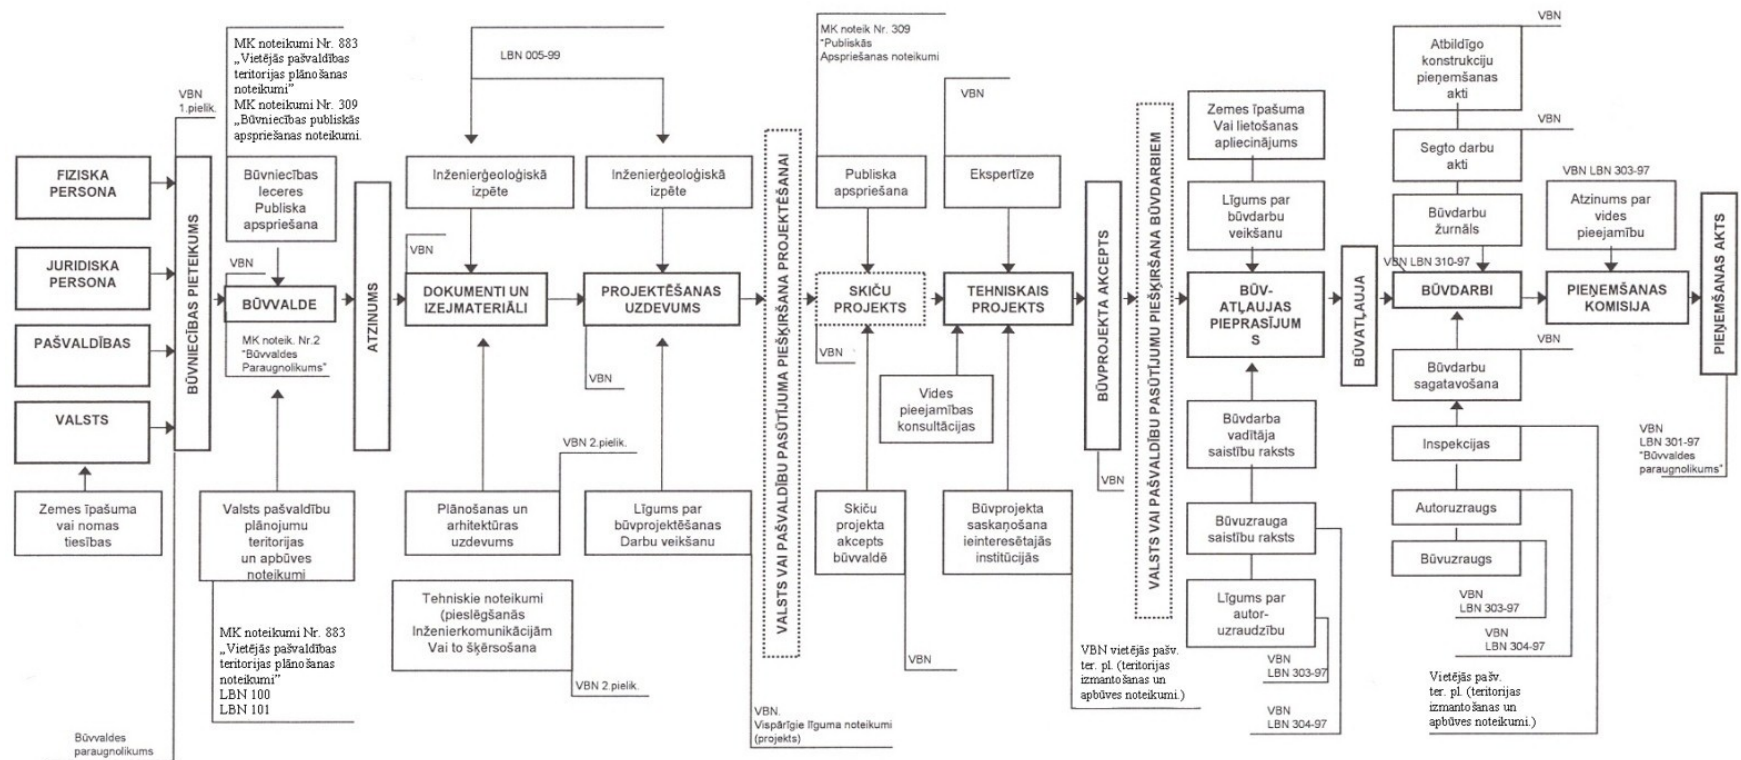 FIZISKA
PERSONA
JURIDISKA
PERSONA
PAŠVALDĪBAS
VALSTS
Zemes īpašuma
vai nomas
tiesības
VBN
1.pielik.
BŪVNIECĪBAS PIETEIKUMS
Būvvaldes
paraugnolikums
MK noteikumi Nr. 883
„Vietējās pašvaldības
teritorijas plānošanas
noteikumi”
MK noteikumi Nr. 309
„Būvniecības publiskās
apspriešanas noteikumi.
Būvniecības
Ieceres
Publiska
apspriešana
VBN
BŪVVALDE
MK noteik. Nr.2
"Būvvaldes
Paraugnolikums"
Valsts pašvaldību
plānojumu
teritorijas
un apbūves
noteikumi
MK noteikumi Nr. 883
„Vietējās pašvaldības
teritorijas plānošanas
noteikumi”
LBN 100
LBN 101
ATZINUMS
LBN 005-99
Inženierģeoloģiskā
izpēte
VBN
DOKUMENTI UN
IZEJMATERIĀLI
VBN 2.pielik.
Plānošanas un
arhitektūras
uzdevums
Tehniskie noteikumi
(pieslēgšanās
Inženierkomunikācijām
Vai to šķērsošana
VBN 2.pielik.
Inženierģeoloģiskā
izpēte
PROJEKTĒŠANAS
UZDEVUMS
VBN
Līgums par
būvprojektēšanas
Darbu veikšanu
VBN.
Vispārīgie līguma noteikumi
(projekts)
VALSTS VAI PAŠVALDĪBU PASŪTĪJUMA PIEŠĶIRŠANA PROJEKTĒŠANAI
MK noteik Nr. 309
"Publiskās
Apspriešanas noteikumi
Publiska
apspriešana
SKIČU
PROJEKTS
VBN
Skiču
projekta
akcepts
būvvaldē
VBN
VBN
Ekspertīze
TEHNISKAIS
PROJEKTS
Vides
pieejamības
konsultācijas
Būvprojekta
saskaņošana
ieinteresētajās
institūcijās
VBN vietējās pašv.
ter. pl. (teritorijas
izmantošanas un
apbūves noteikumi.)
BŪVPROJEKTA AKCEPTS
VBN
VALSTS VAI PAŠVALDĪBU PASŪTĪJUMU PIEŠĶIRŠANA BŪVDARBIEM
Zemes īpašuma
Vai lietošanas
apliecinājums
Līgums par
būvdarbu
veikšanu
BŪV-
ATĻAUJAS
PIEPRASĪJUM
S
Būvdarba
vadītāja
saistību raksts
Būvuzrauga
saistību raksts
Līgums par
autor-
uzraudzību
VBN
LBN 303-97
VBN
LBN 304-97
BŪVATĻAUJA
VBN
Atbildīgo
konstrukciju
pieņemšanas
akti
VBN
Segto darbu
akti
Būvdarbu
žurnāls
VBN LBN 310-97
BŪVDARBI
VBN
Būvdarbu
sagatavošana
Inspekcijas
Autoruzraugs
Būvuzraugs
VBN
LBN 303-97
VBN
LBN 304-97
Vietējās pašv.
ter. pl. (teritorijas
izmantošanas un
apbūves noteikumi.)
VBN LBN 303-97
Atzinums par
vides
pieejamību
PIEŅEMŠANAS
KOMISIJA
PIEŅEMŠANAS AKTS
VBN
LBN 301-97
"Būvvaldes
paraugnolikums"